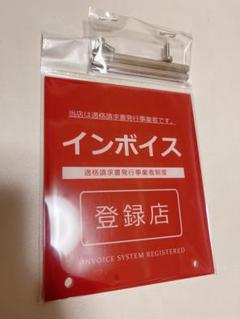 当店は適格請求書発行事業者です。
インボイス
適格請求書発行事業者制度
登録店
INVOICE SYSTEM REGISTERED